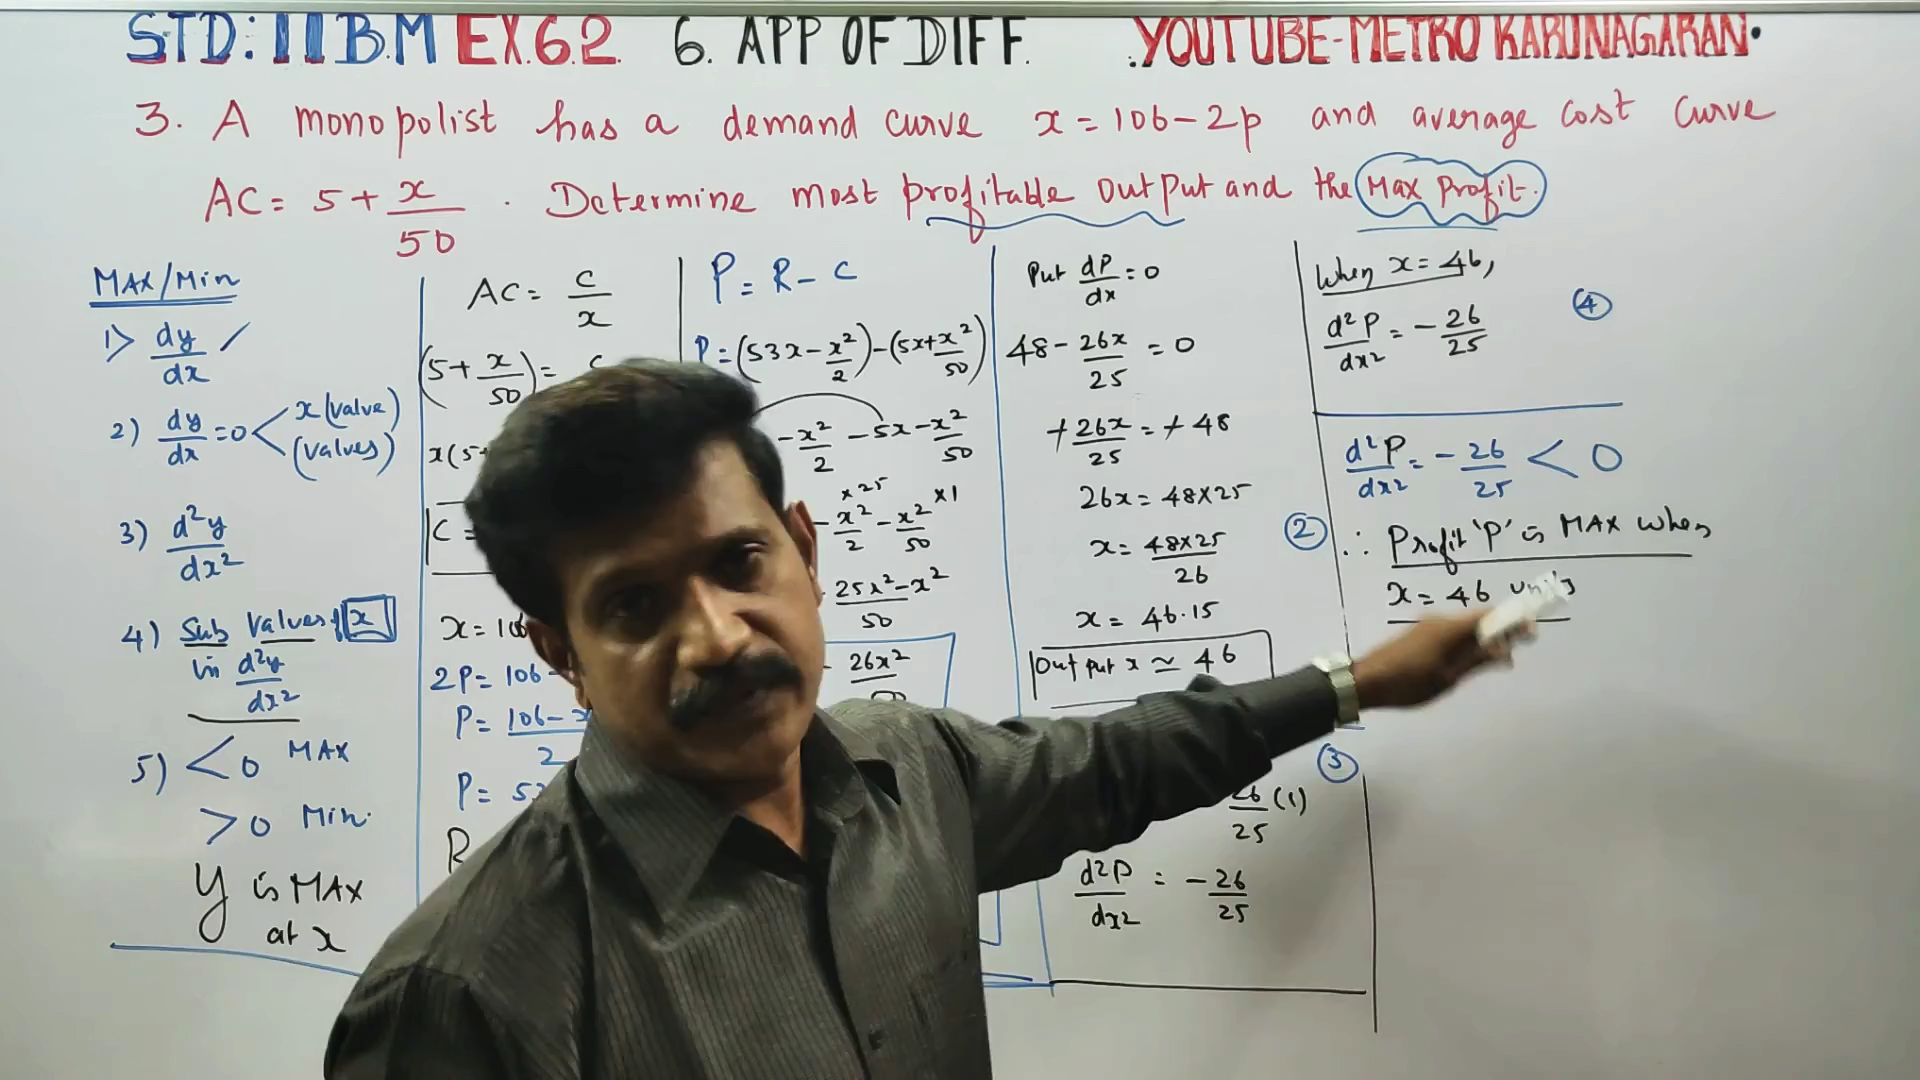 STD: 11 B.M EX.6.2. 6. APP OF DIFF. .YOUTUBE-METRO KARUNAGARAN.
3. A monopolist has a demand curve x = 106 - 2p and average cost curve
AC = 5 + x/50 . Determine most profitable output and the Max Profit.
MAX/Min
1) dy/dx ✓
2) dy/dx = 0 < x (value) (values)
3) d²y/dx²
4) Sub values x
in d²y/dx²
5) < 0 MAX
> 0 Min.
y is MAX
at x
AC = C/x
(5 + x/50) =
x(5
C =
x = 106
2P = 106 -
P = 106 - x / 2
P =
R
P = R - C
P = (53x - x²/2) - (5x + x²/50)
- x²/2 - 5x - x²/50
×25 ×1
- x²/2 - x²/50
25x² - x² / 50
26x²
Put dP/dx = 0
48 - 26x/25 = 0
+ 26x/25 = + 48
26x = 48×25
x = 48×25 / 26
x = 46.15
Output x ≃ 46
26/25 (1)
d²P/dx² = - 26/25
When x = 46,
d²P/dx² = - 26/25
④
d²P/dx² = - 26/25 < 0
② ∴ Profit 'P' is MAX when
x = 46 units
③